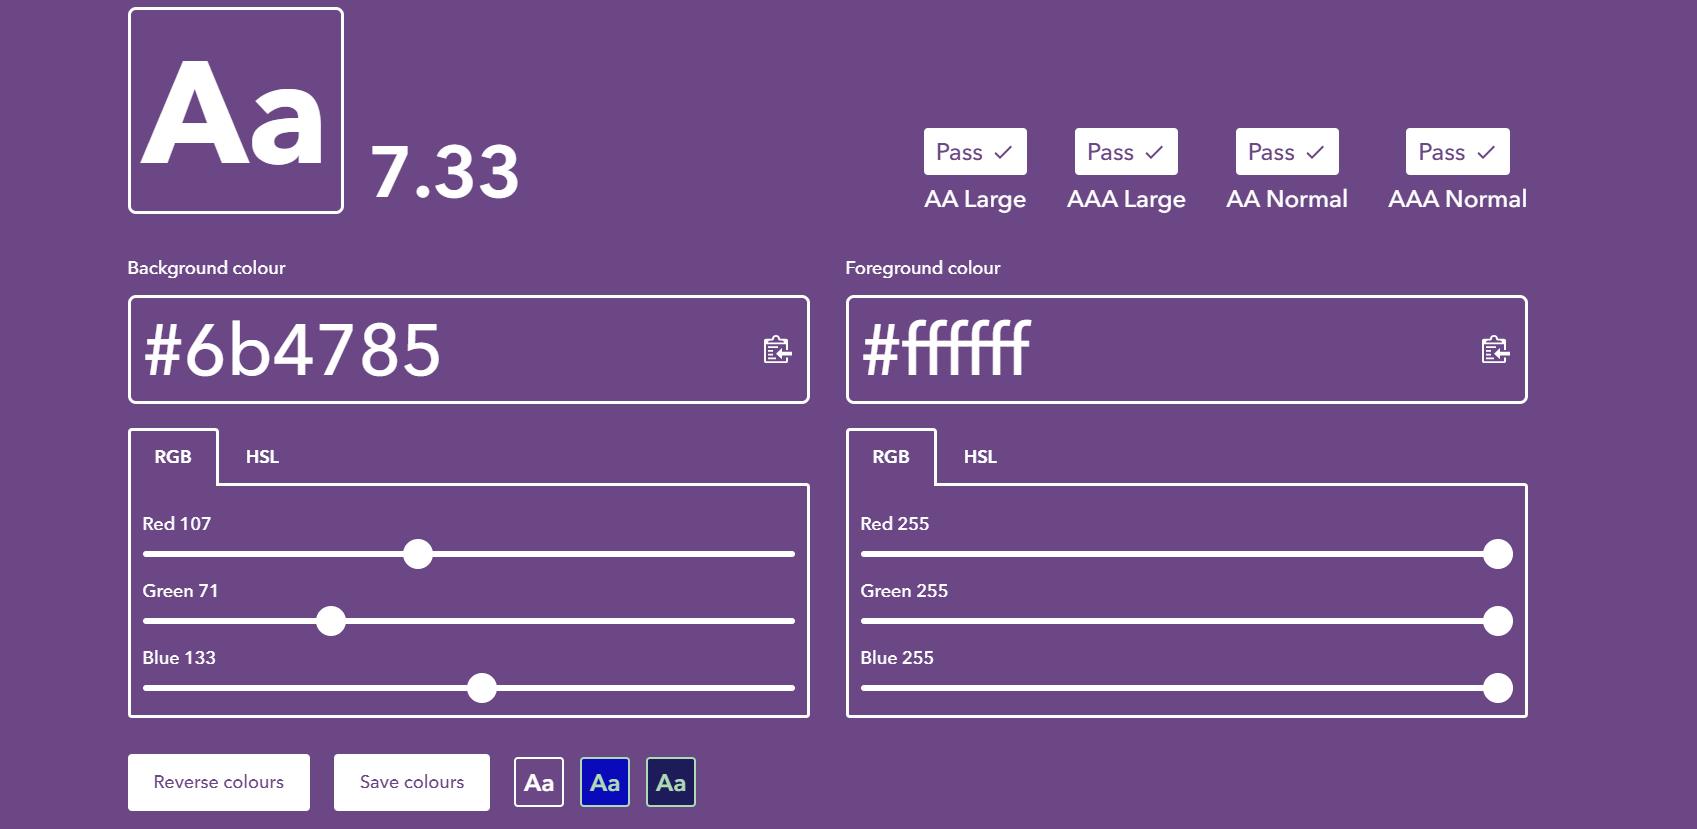 Aa
7.33
Pass ✓ Pass ✓ Pass ✓ Pass ✓
AA Large AAA Large AA Normal AAA Normal
Background colour
#6b4785
Foreground colour
#ffffff
RGB HSL
Red 107
Green 71
Blue 133
RGB HSL
Red 255
Green 255
Blue 255
Reverse colours Save colours Aa Aa Aa